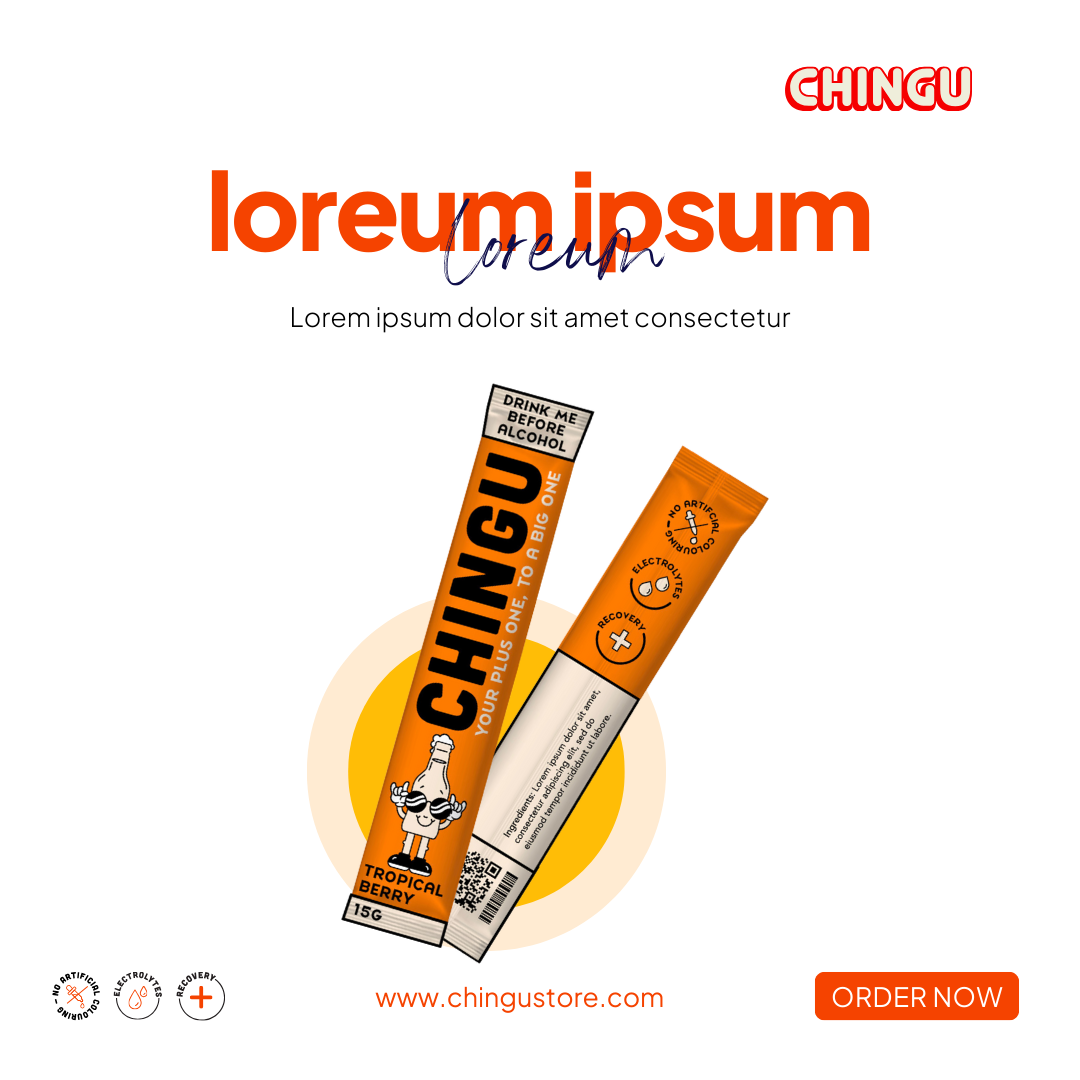 CHINGU
loreum ipsum
loreum
Lorem ipsum dolor sit amet consectetur
DRINK ME
BEFORE
ALCOHOL
CHINGU
YOUR PLUS ONE, TO A BIG ONE
TROPICAL
BERRY
15G
NO ARTIFCIAL COLOURING
ELECTROLYTES
RECOVERY
Ingredients: Lorem ipsum dolor sit amet,
consectetur adipiscing elit, sed do
eiusmod tempor incididunt ut labore.
NO ARTIFICIAL COLOURING
ELECTROLYTES
RECOVERY
www.chingustore.com
ORDER NOW